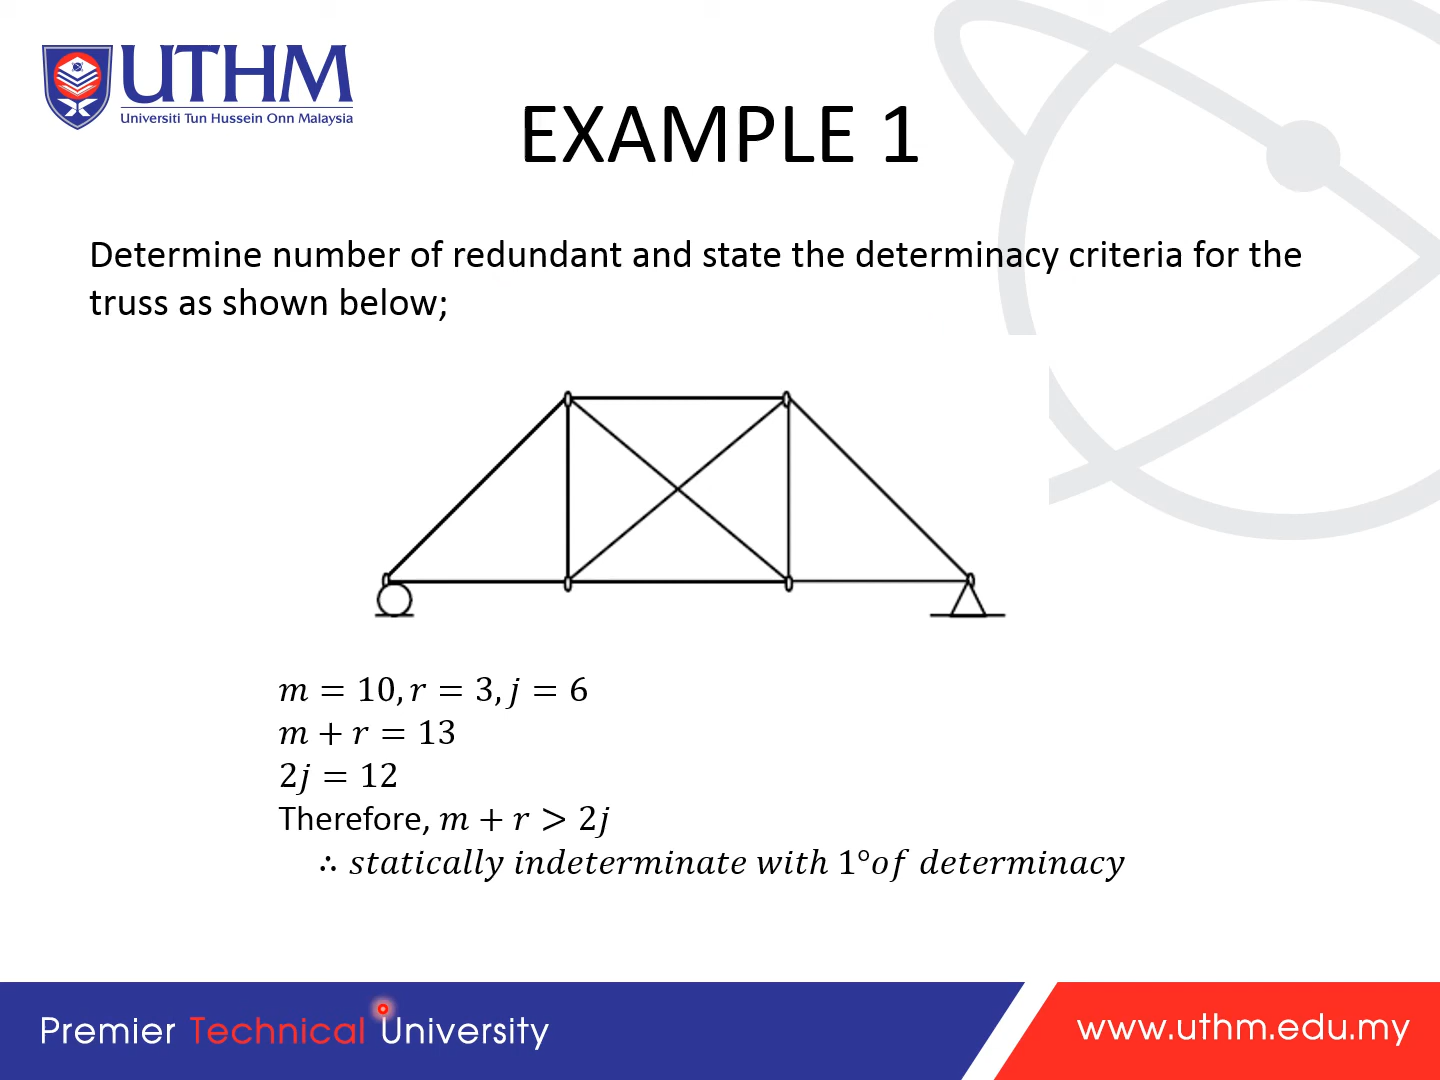 UTHM
Universiti Tun Hussein Onn Malaysia
EXAMPLE 1
Determine number of redundant and state the determinacy criteria for the
truss as shown below;
m = 10, r = 3, j = 6
m + r = 13
2j = 12
Therefore, m + r > 2j
∴ statically indeterminate with 1°of determinacy
Premier Technical University
www.uthm.edu.my